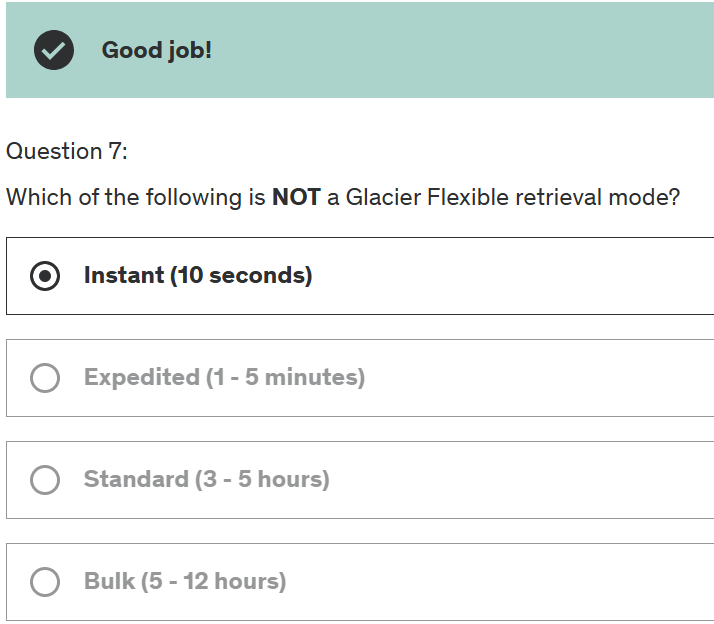 Good job!
Question 7:
Which of the following is NOT a Glacier Flexible retrieval mode?
Instant (10 seconds)
Expedited (1 - 5 minutes)
Standard (3 - 5 hours)
Bulk (5 - 12 hours)